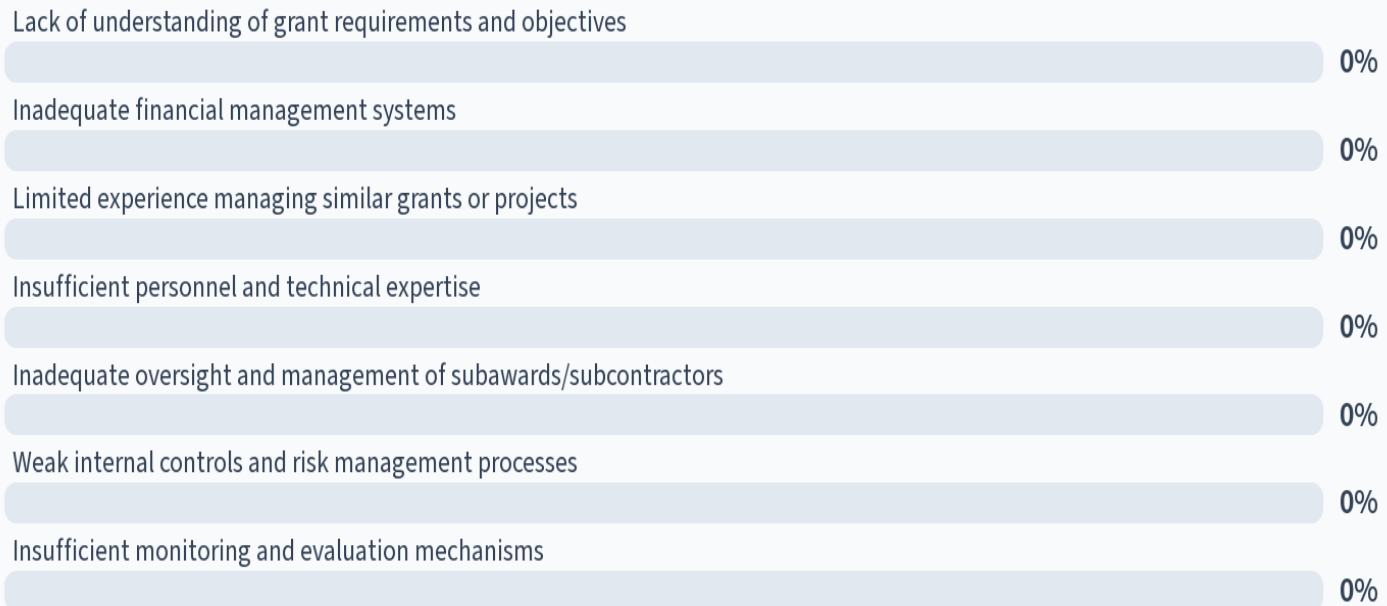 Lack of understanding of grant requirements and objectives
0%
Inadequate financial management systems
0%
Limited experience managing similar grants or projects
0%
Insufficient personnel and technical expertise
0%
Inadequate oversight and management of subawards/subcontractors
0%
Weak internal controls and risk management processes
0%
Insufficient monitoring and evaluation mechanisms
0%